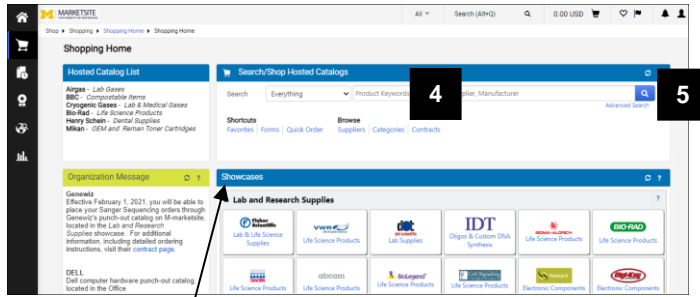 M MARKETSITE
UNIVERSITY OF MICHIGAN
All
Search (Alt+Q)
0.00 USD
Shop Shopping Shopping Home Shopping Home
Shopping Home
Hosted Catalog List
Airgas - Lab Gases
BBC - Compostable Items
Cryogenic Gases - Lab & Medical Gases
Bio-Rad - Life Science Products
Henry Schein - Dental Supplies
Mikan - OEM and Reman Toner Cartridges
Search/Shop Hosted Catalogs
Search Everything Product Keywords, plier, Manufacturer
4
5
Advanced Search
Shortcuts Browse
Favorites | Forms | Quick Order Suppliers | Categories | Contracts
Organization Message ?
Genewiz
Effective February 1, 2021, you will be able to
place your Sanger Sequencing orders through
Genewiz's punch-out catalog on M-marketsite,
located in the Lab and Research
Supplies showcase. For additional
information, including detailed ordering
instructions, visit their contract page.
DELL
Dell computer hardware punch-out catalog,
located in the Office
Showcases ?
Lab and Research Supplies ?
Fisher Scientific
Lab & Life Science
Supplies
VWR
Life Science Products
Lab Supplies
IDT
Oligos & Custom DNA
Synthesis
SIGMA-ALDRICH
Life Science Products
BIO-RAD
Life Science Products
QIAGEN
Life Science Products
abcam
Life Science Products
BioLegend
Life Science Products
Cell Signaling
Life Science Products
Newark
Electronic Components
Digi-Key
Electronic Components